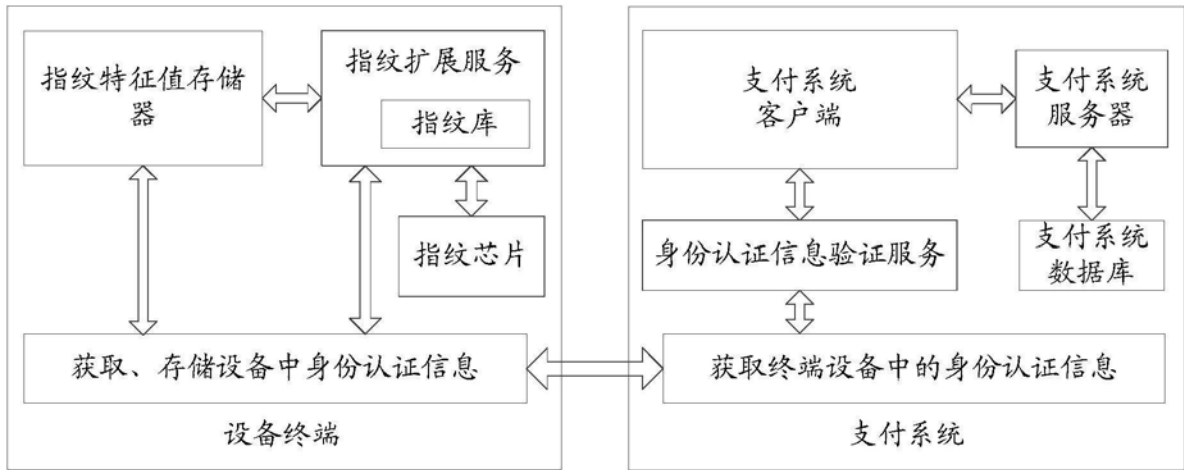 指纹特征值存储
器
指纹扩展服务
指纹库
指纹芯片
获取、存储设备中身份认证信息
设备终端
支付系统
客户端
支付系统
服务器
身份认证信息验证服务
支付系统
数据库
获取终端设备中的身份认证信息
支付系统